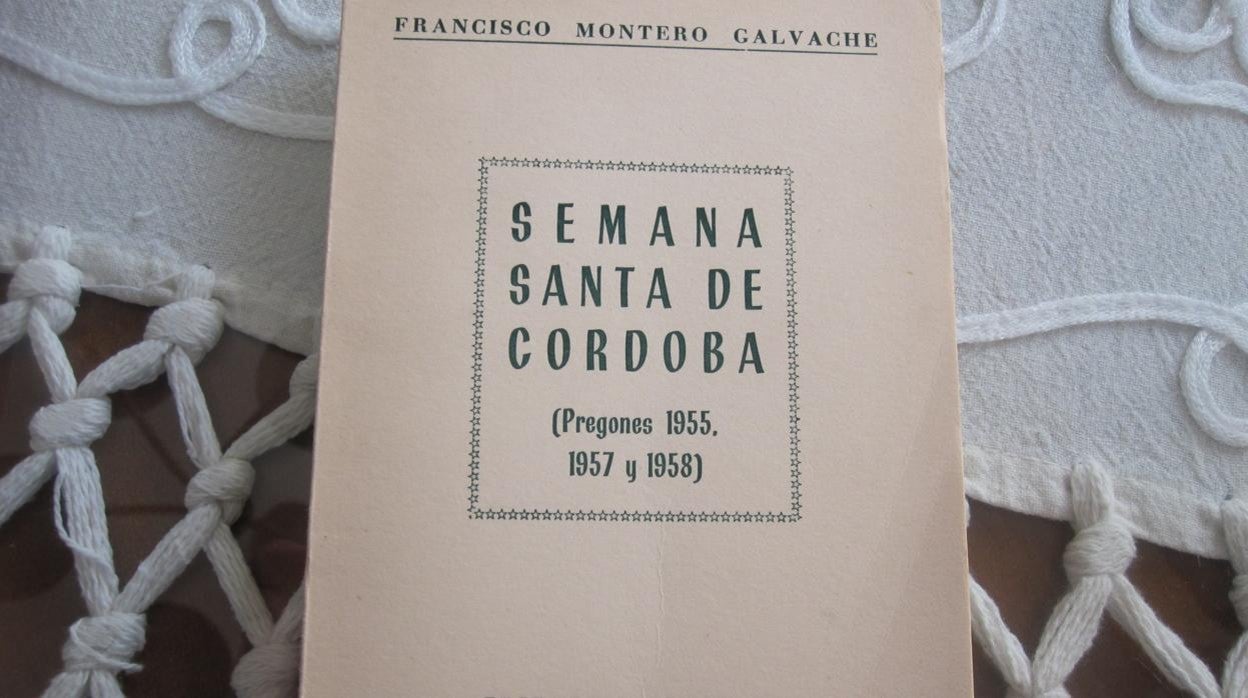 FRANCISCO MONTERO GALVACHE
SEMANA
SANTA DE
CORDOBA
(Pregones 1955,
1957 y 1958)